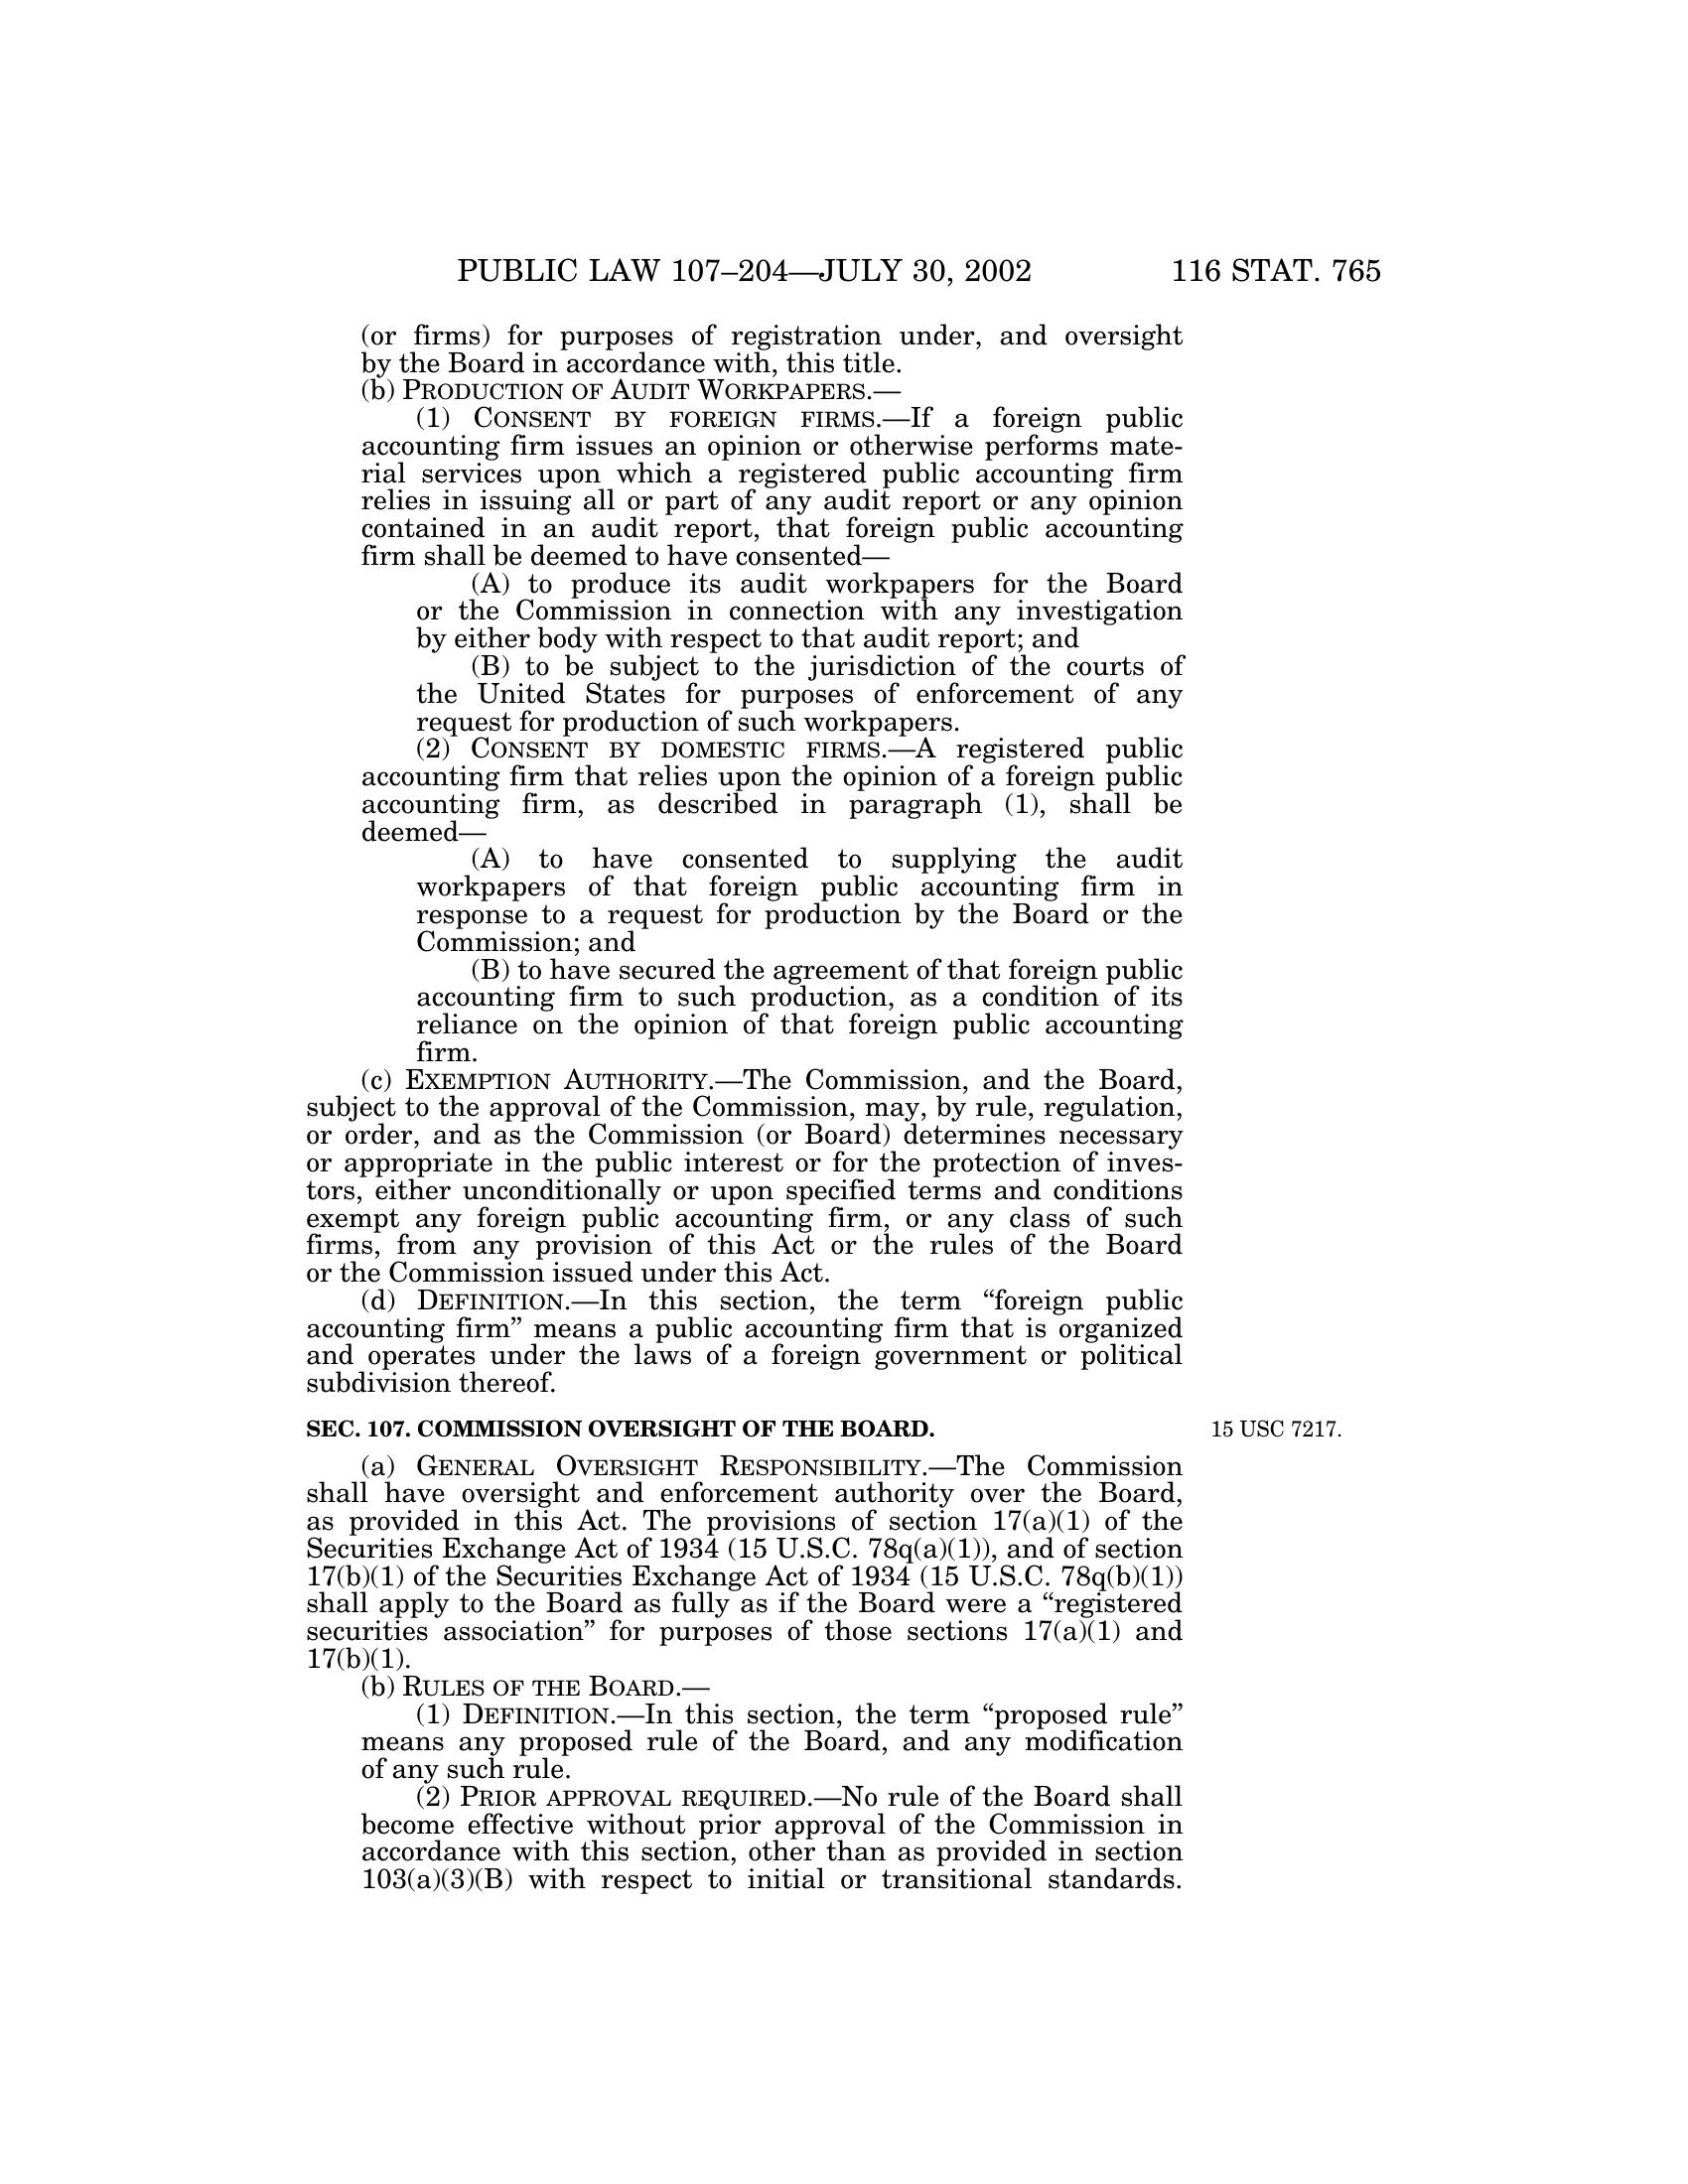 PUBLIC LAW 107–204—JULY 30, 2002 116 STAT. 765
(or firms) for purposes of registration under, and oversight
by the Board in accordance with, this title.
(b) PRODUCTION OF AUDIT WORKPAPERS.—
(1) CONSENT BY FOREIGN FIRMS.—If a foreign public
accounting firm issues an opinion or otherwise performs mate-
rial services upon which a registered public accounting firm
relies in issuing all or part of any audit report or any opinion
contained in an audit report, that foreign public accounting
firm shall be deemed to have consented—
(A) to produce its audit workpapers for the Board
or the Commission in connection with any investigation
by either body with respect to that audit report; and
(B) to be subject to the jurisdiction of the courts of
the United States for purposes of enforcement of any
request for production of such workpapers.
(2) CONSENT BY DOMESTIC FIRMS.—A registered public
accounting firm that relies upon the opinion of a foreign public
accounting firm, as described in paragraph (1), shall be
deemed—
(A) to have consented to supplying the audit
workpapers of that foreign public accounting firm in
response to a request for production by the Board or the
Commission; and
(B) to have secured the agreement of that foreign public
accounting firm to such production, as a condition of its
reliance on the opinion of that foreign public accounting
firm.
(c) EXEMPTION AUTHORITY.—The Commission, and the Board,
subject to the approval of the Commission, may, by rule, regulation,
or order, and as the Commission (or Board) determines necessary
or appropriate in the public interest or for the protection of inves-
tors, either unconditionally or upon specified terms and conditions
exempt any foreign public accounting firm, or any class of such
firms, from any provision of this Act or the rules of the Board
or the Commission issued under this Act.
(d) DEFINITION.—In this section, the term “foreign public
accounting firm” means a public accounting firm that is organized
and operates under the laws of a foreign government or political
subdivision thereof.
SEC. 107. COMMISSION OVERSIGHT OF THE BOARD. 15 USC 7217.
(a) GENERAL OVERSIGHT RESPONSIBILITY.—The Commission
shall have oversight and enforcement authority over the Board,
as provided in this Act. The provisions of section 17(a)(1) of the
Securities Exchange Act of 1934 (15 U.S.C. 78q(a)(1)), and of section
17(b)(1) of the Securities Exchange Act of 1934 (15 U.S.C. 78q(b)(1))
shall apply to the Board as fully as if the Board were a “registered
securities association” for purposes of those sections 17(a)(1) and
17(b)(1).
(b) RULES OF THE BOARD.—
(1) DEFINITION.—In this section, the term “proposed rule”
means any proposed rule of the Board, and any modification
of any such rule.
(2) PRIOR APPROVAL REQUIRED.—No rule of the Board shall
become effective without prior approval of the Commission in
accordance with this section, other than as provided in section
103(a)(3)(B) with respect to initial or transitional standards.